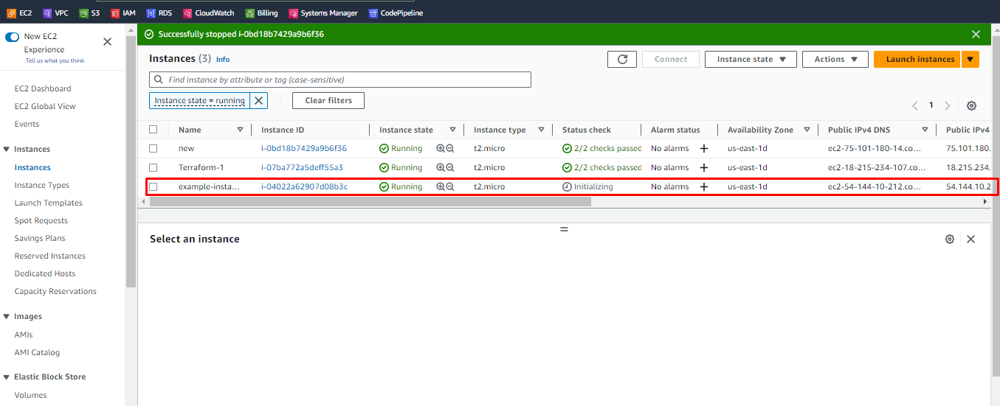 EC2 VPC S3 IAM RDS CloudWatch Billing Systems Manager CodePipeline
New EC2
Experience
Tell us what you think
EC2 Dashboard
EC2 Global View
Events
Instances
Instances
Instance Types
Launch Templates
Spot Requests
Savings Plans
Reserved Instances
Dedicated Hosts
Capacity Reservations
Images
AMIs
AMI Catalog
Elastic Block Store
Volumes
Successfully stopped i-0bd18b7429a9b6f36
Instances (3) Info
Connect Instance state Actions Launch instances
Find instance by attribute or tag (case-sensitive)
Instance state = running Clear filters
1
Name Instance ID Instance state Instance type Status check Alarm status Availability Zone Public IPv4 DNS Public IPv4
new i-0bd18b7429a9b6f36 Running t2.micro 2/2 checks passed No alarms + us-east-1d ec2-75-101-180-14.co... 75.101.180.
Terraform-1 i-07ba772a5deff55a3 Running t2.micro 2/2 checks passed No alarms + us-east-1d ec2-18-215-234-107.co... 18.215.234.
example-insta... i-04022a62907d08b3c Running t2.micro Initializing No alarms + us-east-1d ec2-54-144-10-212.co... 54.144.10.2
Select an instance